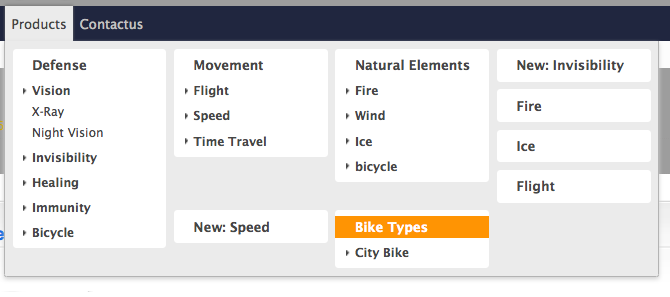 Products
Contactus
Defense
Vision
X-Ray
Night Vision
Invisibility
Healing
Immunity
Bicycle
Movement
Flight
Speed
Time Travel
New: Speed
Natural Elements
Fire
Wind
Ice
bicycle
Bike Types
City Bike
New: Invisibility
Fire
Ice
Flight